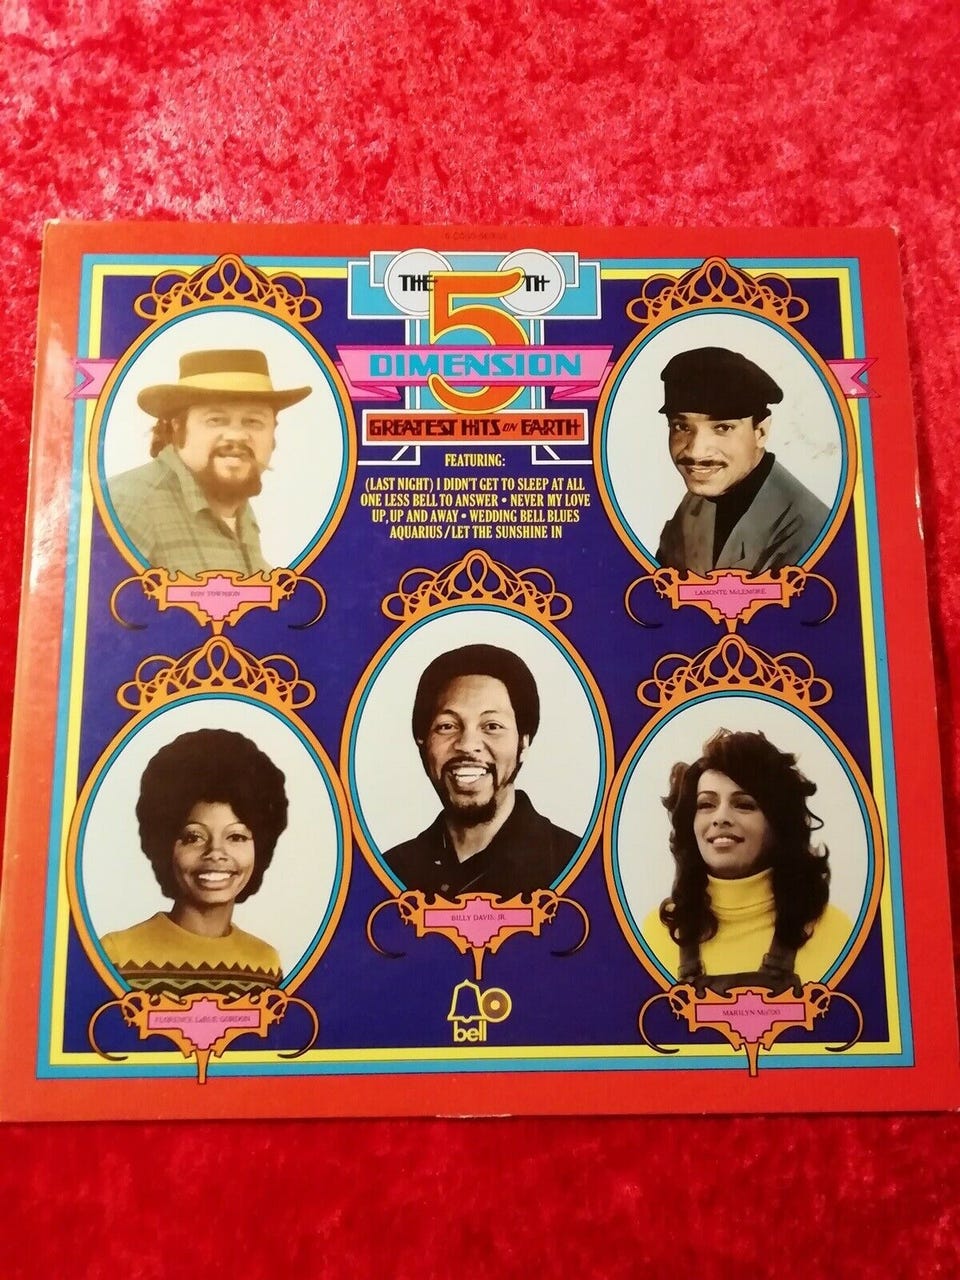 THE 5TH
DIMENSION
GREATEST HITS ON EARTH
FEATURING:
(LAST NIGHT) I DIDN'T GET TO SLEEP AT ALL
ONE LESS BELL TO ANSWER • NEVER MY LOVE
UP, UP AND AWAY • WEDDING BELL BLUES
AQUARIUS/LET THE SUNSHINE IN
RON TOWNSON
LAMONTE McLEMORE
BILLY DAVIS, JR.
FLORENCE LaRUE GORDON
MARILYN McCOO
bell